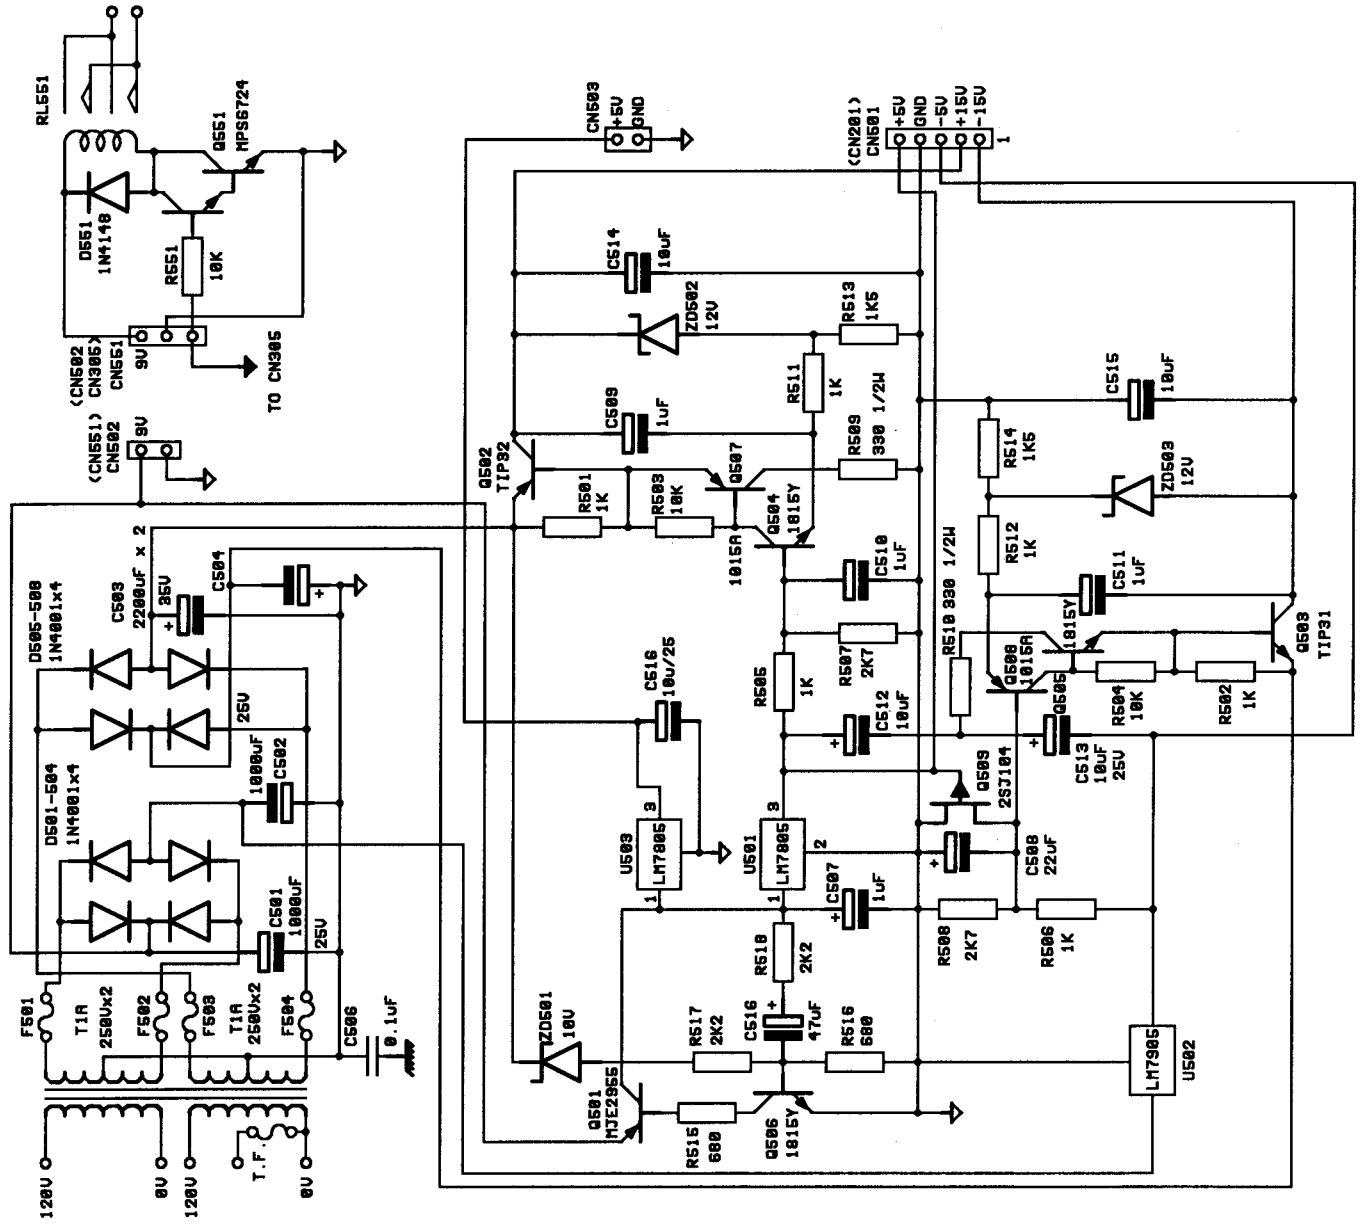 RL551
Q551
MPS6724
D551
1N4148
R551
10K
(CN502)
CN305)
CN551
9V
TO CN305
(CN551)
CN502
9V
CN503
+5V
GND
(CN201)
CN501
+5V
GND
-5V
+15V
-15V
1
D505-508
1N4001x4
C503
2200uF x 2
35V
+
C504
+
25V
D501-504
1N4001x4
1000uF
C502
C501
1000uF
25V
F501
T1A
250Vx2
F502
F503
T1A
250Vx2
F504
C506
0.1uF
120V
0V
120V
T.F.
0V
C514
10uF
ZD502
12V
R513
1K5
C509
1uF
R511
1K
R509
330 1/2W
Q502
TIP32
R501
1K
R503
10K
Q507
1015A
Q504
1815Y
C510
1uF
R507
2K7
R505
1K
C516
10u/25
+
C512
10uF
U503
LM7805
1
3
U501
LM7805
1
3
2
+
C507
1uF
R518
2K2
+
C516
47uF
R517
2K2
R516
680
ZD501
10V
Q501
MJE2955
R515
680
Q506
1815Y
C515
10uF
R514
1K5
ZD503
12V
R512
1K
C511
1uF
R510 330 1/2W
1815Y
Q508
1015A
Q505
R504
10K
R502
1K
Q503
TIP31
+
C513
10uF
25V
Q509
2SJ104
+
C508
22uF
R508
2K7
R506
1K
LM7905
U502